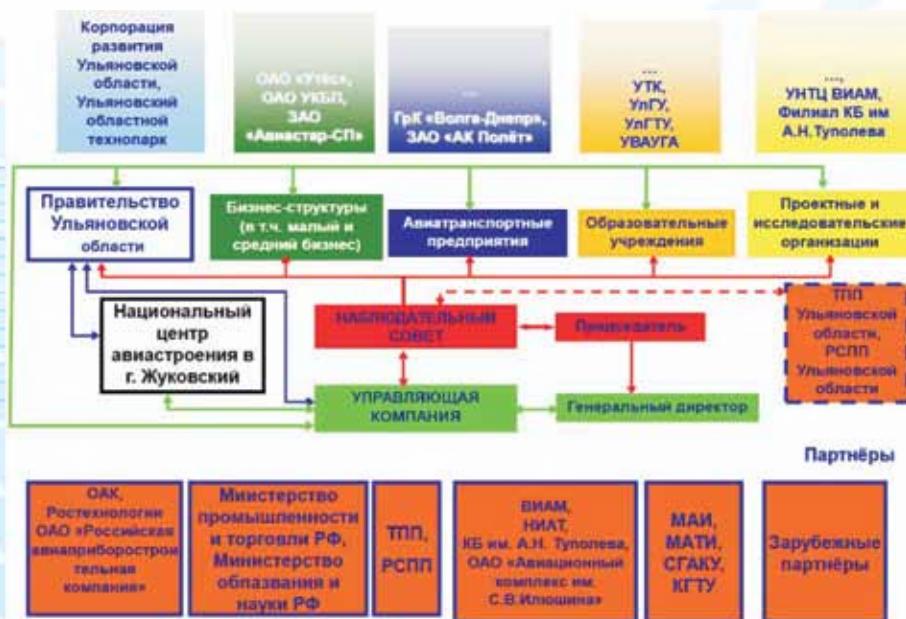 Корпорация
развития
Ульяновской
области,
Ульяновский
областной
технопарк
ОАО «Утёс»,
ОАО УКБП,
ЗАО
«Авиастар-СП»
...
ГрК «Волга-Днепр»,
ЗАО «АК Полёт»
...
УТК,
УлГУ,
УлГТУ,
УВАУГА
...,
УНТЦ ВИАМ,
Филиал КБ им
А.Н.Туполева
Правительство
Ульяновской
области
Бизнес-структуры
(в т.ч. малый и
средний бизнес)
Авиатранспортные
предприятия
Образовательные
учреждения
Проектные и
исследовательские
организации
Национальный
центр
авиастроения в
г. Жуковский
НАБЛЮДАТЕЛЬНЫЙ
СОВЕТ
Председатель
ТПП
Ульяновской
области,
РСПП
Ульяновской
области
УПРАВЛЯЮЩАЯ
КОМПАНИЯ
Генеральный директор
Партнёры
ОАК,
Ростехнологии
ОАО «Российская
авиаприборострои
тельная
компания»
Миистерство
промышленности
и торговли РФ,
Министерство
облазвания и
науки РФ
ТПП,
РСПП
ВИАМ,
НИАТ,
КБ им. А.Н. Туполева,
ОАО «Авиационный
комплекс им.
С.В.Илюшина»
МАИ,
МАТИ,
СГАКУ,
КГТУ
Зарубежные
партнёры